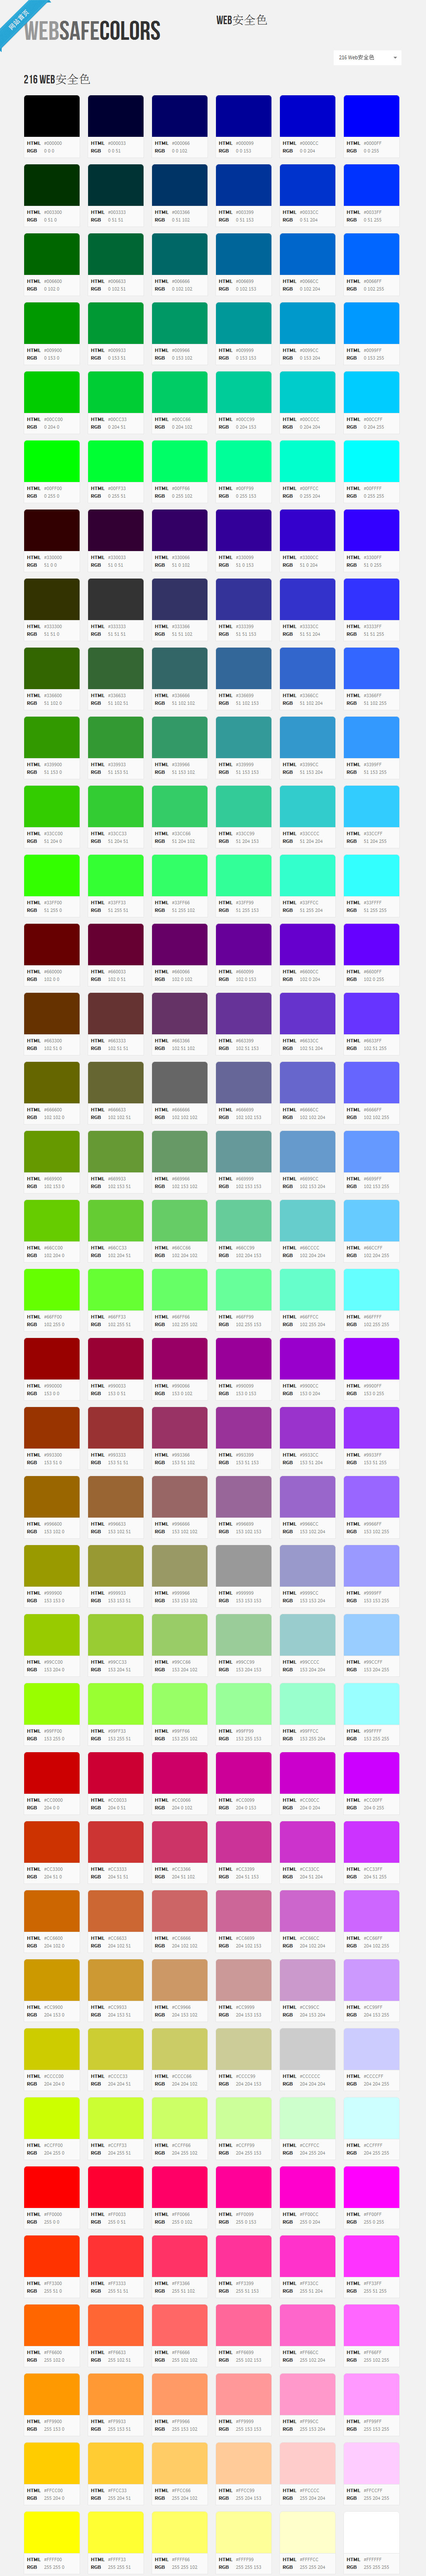 网站首页
WEBSAFECOLORS
WEB安全色
216 WEB安全色
216 WEB安全色
HTML #000000 HTML #000033 HTML #000066 HTML #000099 HTML #0000CC HTML #0000FF
RGB 0 0 0 RGB 0 0 51 RGB 0 0 102 RGB 0 0 153 RGB 0 0 204 RGB 0 0 255
HTML #003300 HTML #003333 HTML #003366 HTML #003399 HTML #0033CC HTML #0033FF
RGB 0 51 0 RGB 0 51 51 RGB 0 51 102 RGB 0 51 153 RGB 0 51 204 RGB 0 51 255
HTML #006600 HTML #006633 HTML #006666 HTML #006699 HTML #0066CC HTML #0066FF
RGB 0 102 0 RGB 0 102 51 RGB 0 102 102 RGB 0 102 153 RGB 0 102 204 RGB 0 102 255
HTML #009900 HTML #009933 HTML #009966 HTML #009999 HTML #0099CC HTML #0099FF
RGB 0 153 0 RGB 0 153 51 RGB 0 153 102 RGB 0 153 153 RGB 0 153 204 RGB 0 153 255
HTML #00CC00 HTML #00CC33 HTML #00CC66 HTML #00CC99 HTML #00CCCC HTML #00CCFF
RGB 0 204 0 RGB 0 204 51 RGB 0 204 102 RGB 0 204 153 RGB 0 204 204 RGB 0 204 255
HTML #00FF00 HTML #00FF33 HTML #00FF66 HTML #00FF99 HTML #00FFCC HTML #00FFFF
RGB 0 255 0 RGB 0 255 51 RGB 0 255 102 RGB 0 255 153 RGB 0 255 204 RGB 0 255 255
HTML #330000 HTML #330033 HTML #330066 HTML #330099 HTML #3300CC HTML #3300FF
RGB 51 0 0 RGB 51 0 51 RGB 51 0 102 RGB 51 0 153 RGB 51 0 204 RGB 51 0 255
HTML #333300 HTML #333333 HTML #333366 HTML #333399 HTML #3333CC HTML #3333FF
RGB 51 51 0 RGB 51 51 51 RGB 51 51 102 RGB 51 51 153 RGB 51 51 204 RGB 51 51 255
HTML #336600 HTML #336633 HTML #336666 HTML #336699 HTML #3366CC HTML #3366FF
RGB 51 102 0 RGB 51 102 51 RGB 51 102 102 RGB 51 102 153 RGB 51 102 204 RGB 51 102 255
HTML #339900 HTML #339933 HTML #339966 HTML #339999 HTML #3399CC HTML #3399FF
RGB 51 153 0 RGB 51 153 51 RGB 51 153 102 RGB 51 153 153 RGB 51 153 204 RGB 51 153 255
HTML #33CC00 HTML #33CC33 HTML #33CC66 HTML #33CC99 HTML #33CCCC HTML #33CCFF
RGB 51 204 0 RGB 51 204 51 RGB 51 204 102 RGB 51 204 153 RGB 51 204 204 RGB 51 204 255
HTML #33FF00 HTML #33FF33 HTML #33FF66 HTML #33FF99 HTML #33FFCC HTML #33FFFF
RGB 51 255 0 RGB 51 255 51 RGB 51 255 102 RGB 51 255 153 RGB 51 255 204 RGB 51 255 255
HTML #660000 HTML #660033 HTML #660066 HTML #660099 HTML #6600CC HTML #6600FF
RGB 102 0 0 RGB 102 0 51 RGB 102 0 102 RGB 102 0 153 RGB 102 0 204 RGB 102 0 255
HTML #663300 HTML #663333 HTML #663366 HTML #663399 HTML #6633CC HTML #6633FF
RGB 102 51 0 RGB 102 51 51 RGB 102 51 102 RGB 102 51 153 RGB 102 51 204 RGB 102 51 255
HTML #666600 HTML #666633 HTML #666666 HTML #666699 HTML #6666CC HTML #6666FF
RGB 102 102 0 RGB 102 102 51 RGB 102 102 102 RGB 102 102 153 RGB 102 102 204 RGB 102 102 255
HTML #669900 HTML #669933 HTML #669966 HTML #669999 HTML #6699CC HTML #6699FF
RGB 102 153 0 RGB 102 153 51 RGB 102 153 102 RGB 102 153 153 RGB 102 153 204 RGB 102 153 255
HTML #66CC00 HTML #66CC33 HTML #66CC66 HTML #66CC99 HTML #66CCCC HTML #66CCFF
RGB 102 204 0 RGB 102 204 51 RGB 102 204 102 RGB 102 204 153 RGB 102 204 204 RGB 102 204 255
HTML #66FF00 HTML #66FF33 HTML #66FF66 HTML #66FF99 HTML #66FFCC HTML #66FFFF
RGB 102 255 0 RGB 102 255 51 RGB 102 255 102 RGB 102 255 153 RGB 102 255 204 RGB 102 255 255
HTML #990000 HTML #990033 HTML #990066 HTML #990099 HTML #9900CC HTML #9900FF
RGB 153 0 0 RGB 153 0 51 RGB 153 0 102 RGB 153 0 153 RGB 153 0 204 RGB 153 0 255
HTML #993300 HTML #993333 HTML #993366 HTML #993399 HTML #9933CC HTML #9933FF
RGB 153 51 0 RGB 153 51 51 RGB 153 51 102 RGB 153 51 153 RGB 153 51 204 RGB 153 51 255
HTML #996600 HTML #996633 HTML #996666 HTML #996699 HTML #9966CC HTML #9966FF
RGB 153 102 0 RGB 153 102 51 RGB 153 102 102 RGB 153 102 153 RGB 153 102 204 RGB 153 102 255
HTML #999900 HTML #999933 HTML #999966 HTML #999999 HTML #9999CC HTML #9999FF
RGB 153 153 0 RGB 153 153 51 RGB 153 153 102 RGB 153 153 153 RGB 153 153 204 RGB 153 153 255
HTML #99CC00 HTML #99CC33 HTML #99CC66 HTML #99CC99 HTML #99CCCC HTML #99CCFF
RGB 153 204 0 RGB 153 204 51 RGB 153 204 102 RGB 153 204 153 RGB 153 204 204 RGB 153 204 255
HTML #99FF00 HTML #99FF33 HTML #99FF66 HTML #99FF99 HTML #99FFCC HTML #99FFFF
RGB 153 255 0 RGB 153 255 51 RGB 153 255 102 RGB 153 255 153 RGB 153 255 204 RGB 153 255 255
HTML #CC0000 HTML #CC0033 HTML #CC0066 HTML #CC0099 HTML #CC00CC HTML #CC00FF
RGB 204 0 0 RGB 204 0 51 RGB 204 0 102 RGB 204 0 153 RGB 204 0 204 RGB 204 0 255
HTML #CC3300 HTML #CC3333 HTML #CC3366 HTML #CC3399 HTML #CC33CC HTML #CC33FF
RGB 204 51 0 RGB 204 51 51 RGB 204 51 102 RGB 204 51 153 RGB 204 51 204 RGB 204 51 255
HTML #CC6600 HTML #CC6633 HTML #CC6666 HTML #CC6699 HTML #CC66CC HTML #CC66FF
RGB 204 102 0 RGB 204 102 51 RGB 204 102 102 RGB 204 102 153 RGB 204 102 204 RGB 204 102 255
HTML #CC9900 HTML #CC9933 HTML #CC9966 HTML #CC9999 HTML #CC99CC HTML #CC99FF
RGB 204 153 0 RGB 204 153 51 RGB 204 153 102 RGB 204 153 153 RGB 204 153 204 RGB 204 153 255
HTML #CCCC00 HTML #CCCC33 HTML #CCCC66 HTML #CCCC99 HTML #CCCCCC HTML #CCCCFF
RGB 204 204 0 RGB 204 204 51 RGB 204 204 102 RGB 204 204 153 RGB 204 204 204 RGB 204 204 255
HTML #CCFF00 HTML #CCFF33 HTML #CCFF66 HTML #CCFF99 HTML #CCFFCC HTML #CCFFFF
RGB 204 255 0 RGB 204 255 51 RGB 204 255 102 RGB 204 255 153 RGB 204 255 204 RGB 204 255 255
HTML #FF0000 HTML #FF0033 HTML #FF0066 HTML #FF0099 HTML #FF00CC HTML #FF00FF
RGB 255 0 0 RGB 255 0 51 RGB 255 0 102 RGB 255 0 153 RGB 255 0 204 RGB 255 0 255
HTML #FF3300 HTML #FF3333 HTML #FF3366 HTML #FF3399 HTML #FF33CC HTML #FF33FF
RGB 255 51 0 RGB 255 51 51 RGB 255 51 102 RGB 255 51 153 RGB 255 51 204 RGB 255 51 255
HTML #FF6600 HTML #FF6633 HTML #FF6666 HTML #FF6699 HTML #FF66CC HTML #FF66FF
RGB 255 102 0 RGB 255 102 51 RGB 255 102 102 RGB 255 102 153 RGB 255 102 204 RGB 255 102 255
HTML #FF9900 HTML #FF9933 HTML #FF9966 HTML #FF9999 HTML #FF99CC HTML #FF99FF
RGB 255 153 0 RGB 255 153 51 RGB 255 153 102 RGB 255 153 153 RGB 255 153 204 RGB 255 153 255
HTML #FFCC00 HTML #FFCC33 HTML #FFCC66 HTML #FFCC99 HTML #FFCCCC HTML #FFCCFF
RGB 255 204 0 RGB 255 204 51 RGB 255 204 102 RGB 255 204 153 RGB 255 204 204 RGB 255 204 255
HTML #FFFF00 HTML #FFFF33 HTML #FFFF66 HTML #FFFF99 HTML #FFFFCC HTML #FFFFFF
RGB 255 255 0 RGB 255 255 51 RGB 255 255 102 RGB 255 255 153 RGB 255 255 204 RGB 255 255 255